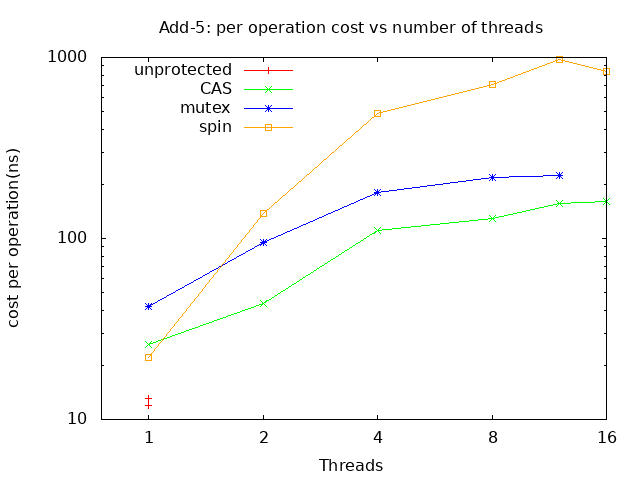 Add-5: per operation cost vs number of threads
1000
unprotected
CAS
mutex
spin
100
cost per operation(ns)
10
1 2 4 8 16
Threads